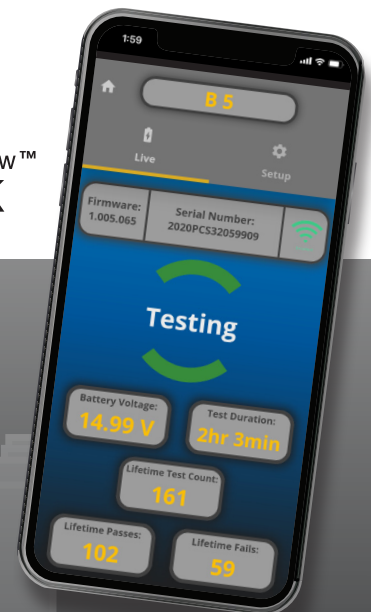 w™
1:59
B 5
Live
Setup
Firmware:
1.005.065
Serial Number:
2020PCS32059909
Testing
Battery Voltage:
14.99 V
Test Duration:
2hr 3min
Lifetime Test Count:
161
Lifetime Passes:
102
Lifetime Fails:
59